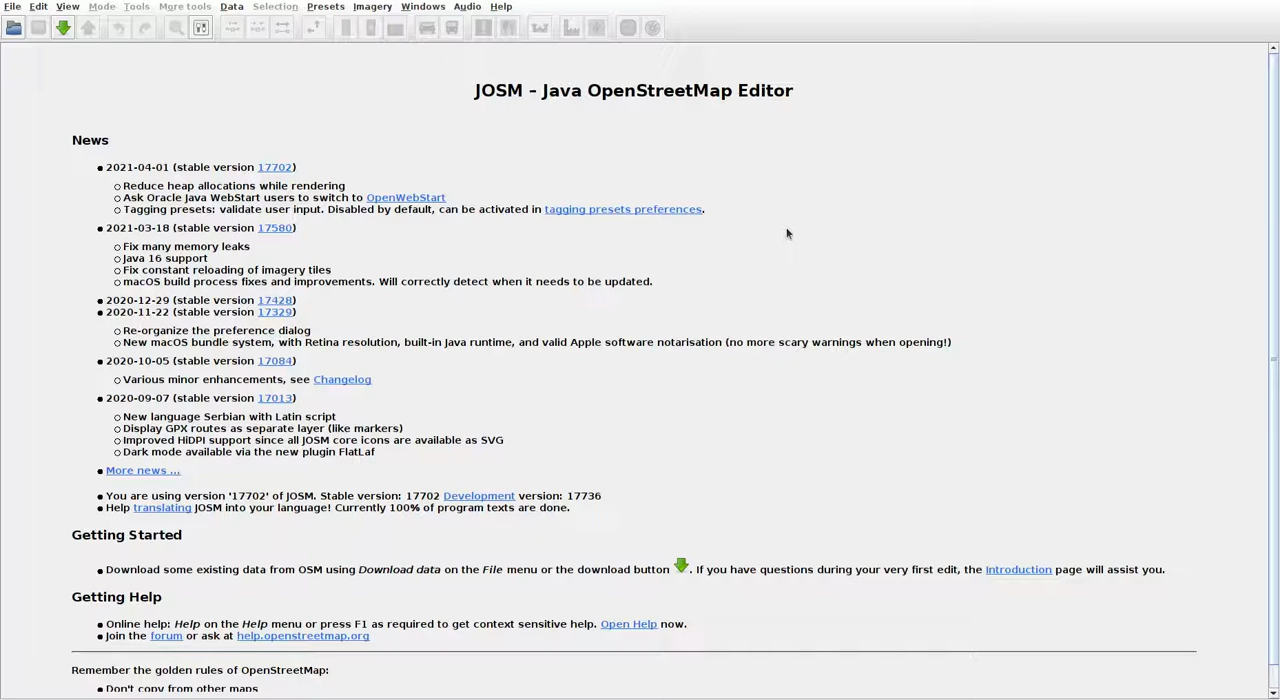 File Edit View Mode Tools More tools Data Selection Presets Imagery Windows Audio Help
JOSM – Java OpenStreetMap Editor
News
2021-04-01 (stable version 17702)
Reduce heap allocations while rendering
Ask Oracle Java WebStart users to switch to OpenWebStart
Tagging presets: validate user input. Disabled by default, can be activated in tagging presets preferences.
2021-03-18 (stable version 17580)
Fix many memory leaks
Java 16 support
Fix constant reloading of imagery tiles
macOS build process fixes and improvements. Will correctly detect when it needs to be updated.
2020-12-29 (stable version 17428)
2020-11-22 (stable version 17329)
Re-organize the preference dialog
New macOS bundle system, with Retina resolution, built-in Java runtime, and valid Apple software notarisation (no more scary warnings when opening!)
2020-10-05 (stable version 17084)
Various minor enhancements, see Changelog
2020-09-07 (stable version 17013)
New language Serbian with Latin script
Display GPX routes as separate layer (like markers)
Improved HiDPI support since all JOSM core icons are available as SVG
Dark mode available via the new plugin FlatLaf
More news ...
You are using version '17702' of JOSM. Stable version: 17702 Development version: 17736
Help translating JOSM into your language! Currently 100% of program texts are done.
Getting Started
Download some existing data from OSM using Download data on the File menu or the download button . If you have questions during your very first edit, the Introduction page will assist you.
Getting Help
Online help: Help on the Help menu or press F1 as required to get context sensitive help. Open Help now.
Join the forum or ask at help.openstreetmap.org
Remember the golden rules of OpenStreetMap:
Don't copy from other maps